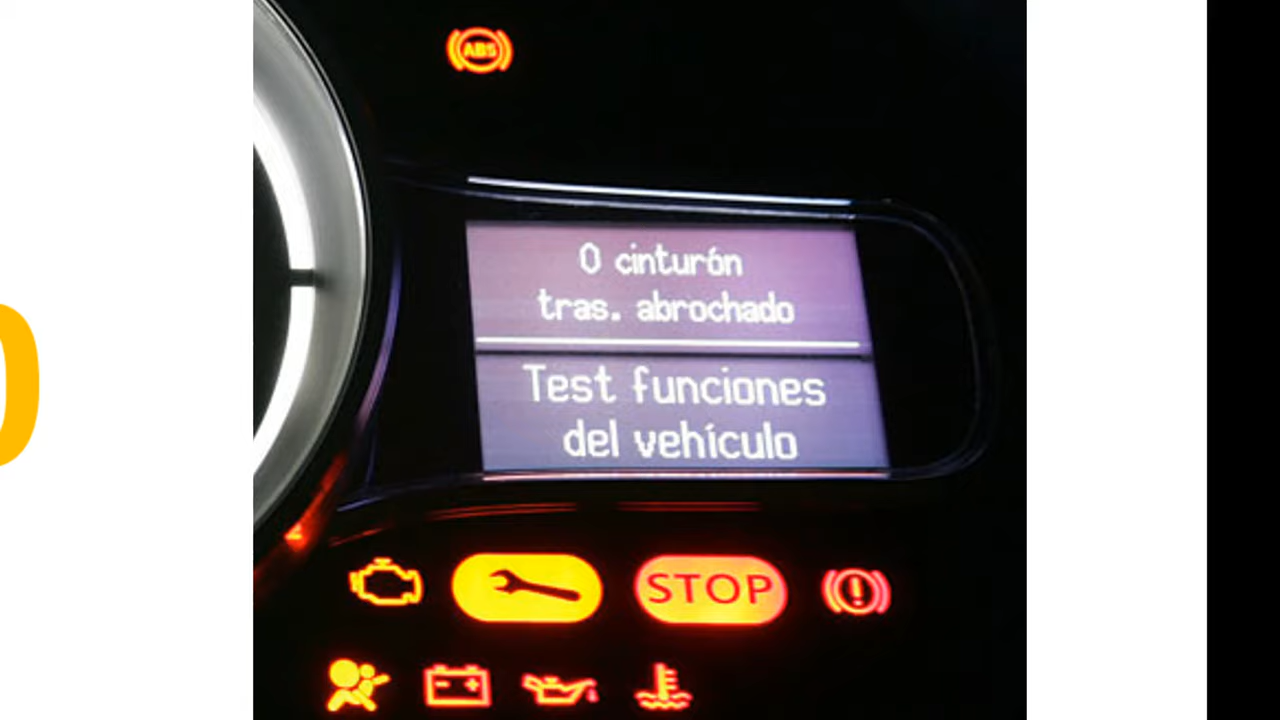 ABS
0 cinturón
tras. abrochado
Test funciones
del vehículo
STOP